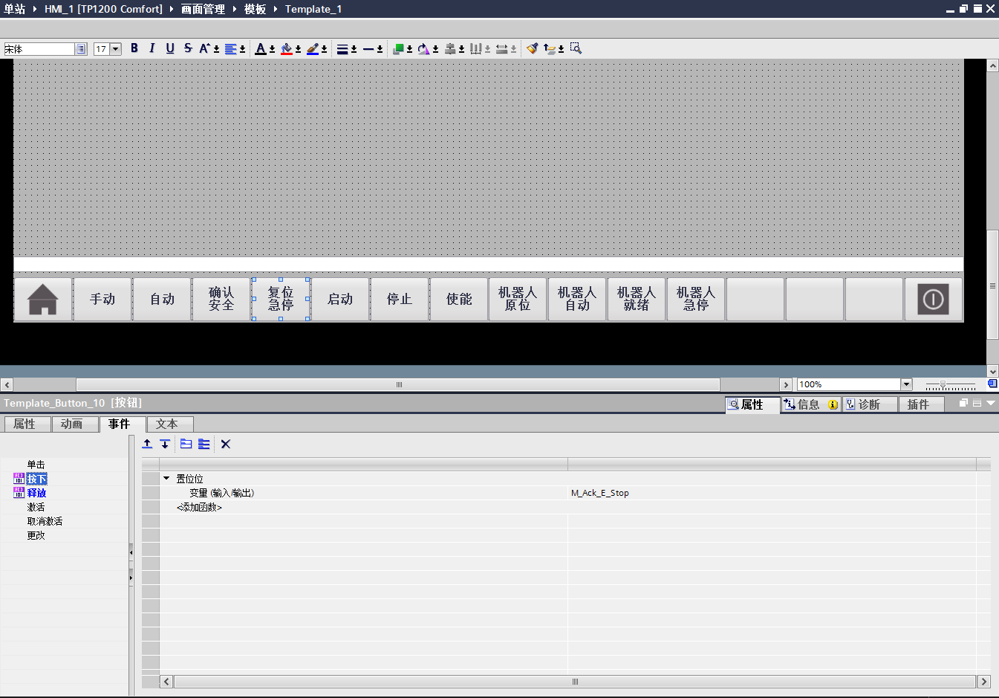 单站 HMI_1 [TP1200 Comfort] 画面管理 模板 Template_1
宋体 17 B I U S A A
手动
自动
确认
安全
复位
急停
启动
停止
使能
机器人
原位
机器人
自动
机器人
就绪
机器人
急停
100%
Template_Button_10 [按钮]
属性 信息 诊断 插件
属性 动画 事件 文本
单击
按下
释放
激活
取消激活
更改
置位位
变量 (输入/输出) M_Ack_E_Stop
<添加函数>